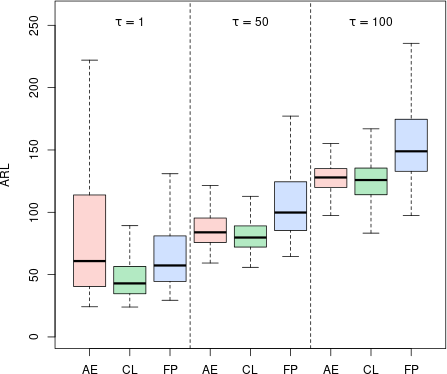 τ = 1 τ = 50 τ = 100
250
200
150
100
50
0
ARL
AE CL FP AE CL FP AE CL FP